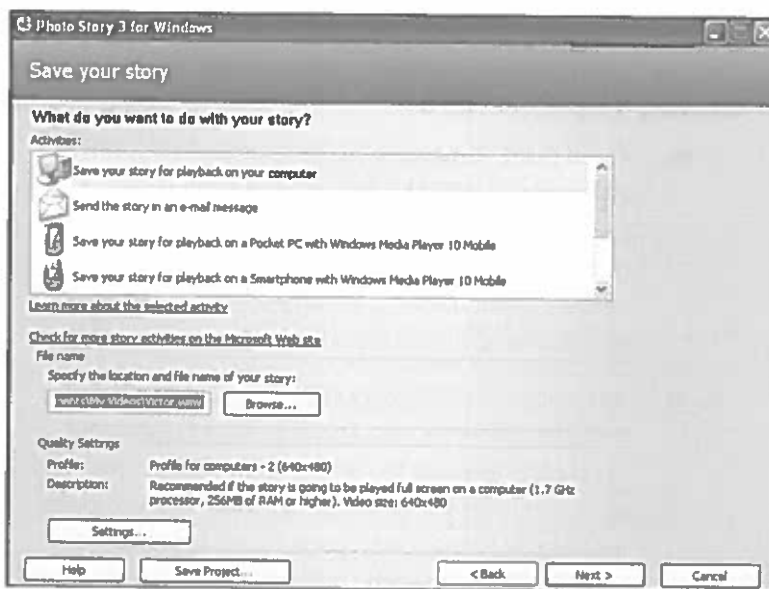 Photo Story 3 for Windows
Save your story
What do you want to do with your story?
Activities:
Save your story for playback on your computer
Send the story in an e-mail message
Save your story for playback on a Pocket PC with Windows Media Player 10 Mobile
Save your story for playback on a Smartphone with Windows Media Player 10 Mobile
Learn more about the selected activity
Check for more story activities on the Microsoft Web site
File name
Specify the location and file name of your story:
ments\My Videos\Victor.wmv
Browse...
Quality Settings
Profile: Profile for computers - 2 (640x480)
Description: Recommended if the story is going to be played full screen on a computer (1.7 GHz
processor, 256MB of RAM or higher). Video size: 640x480
Settings...
Help Save Project... < Back Next > Cancel